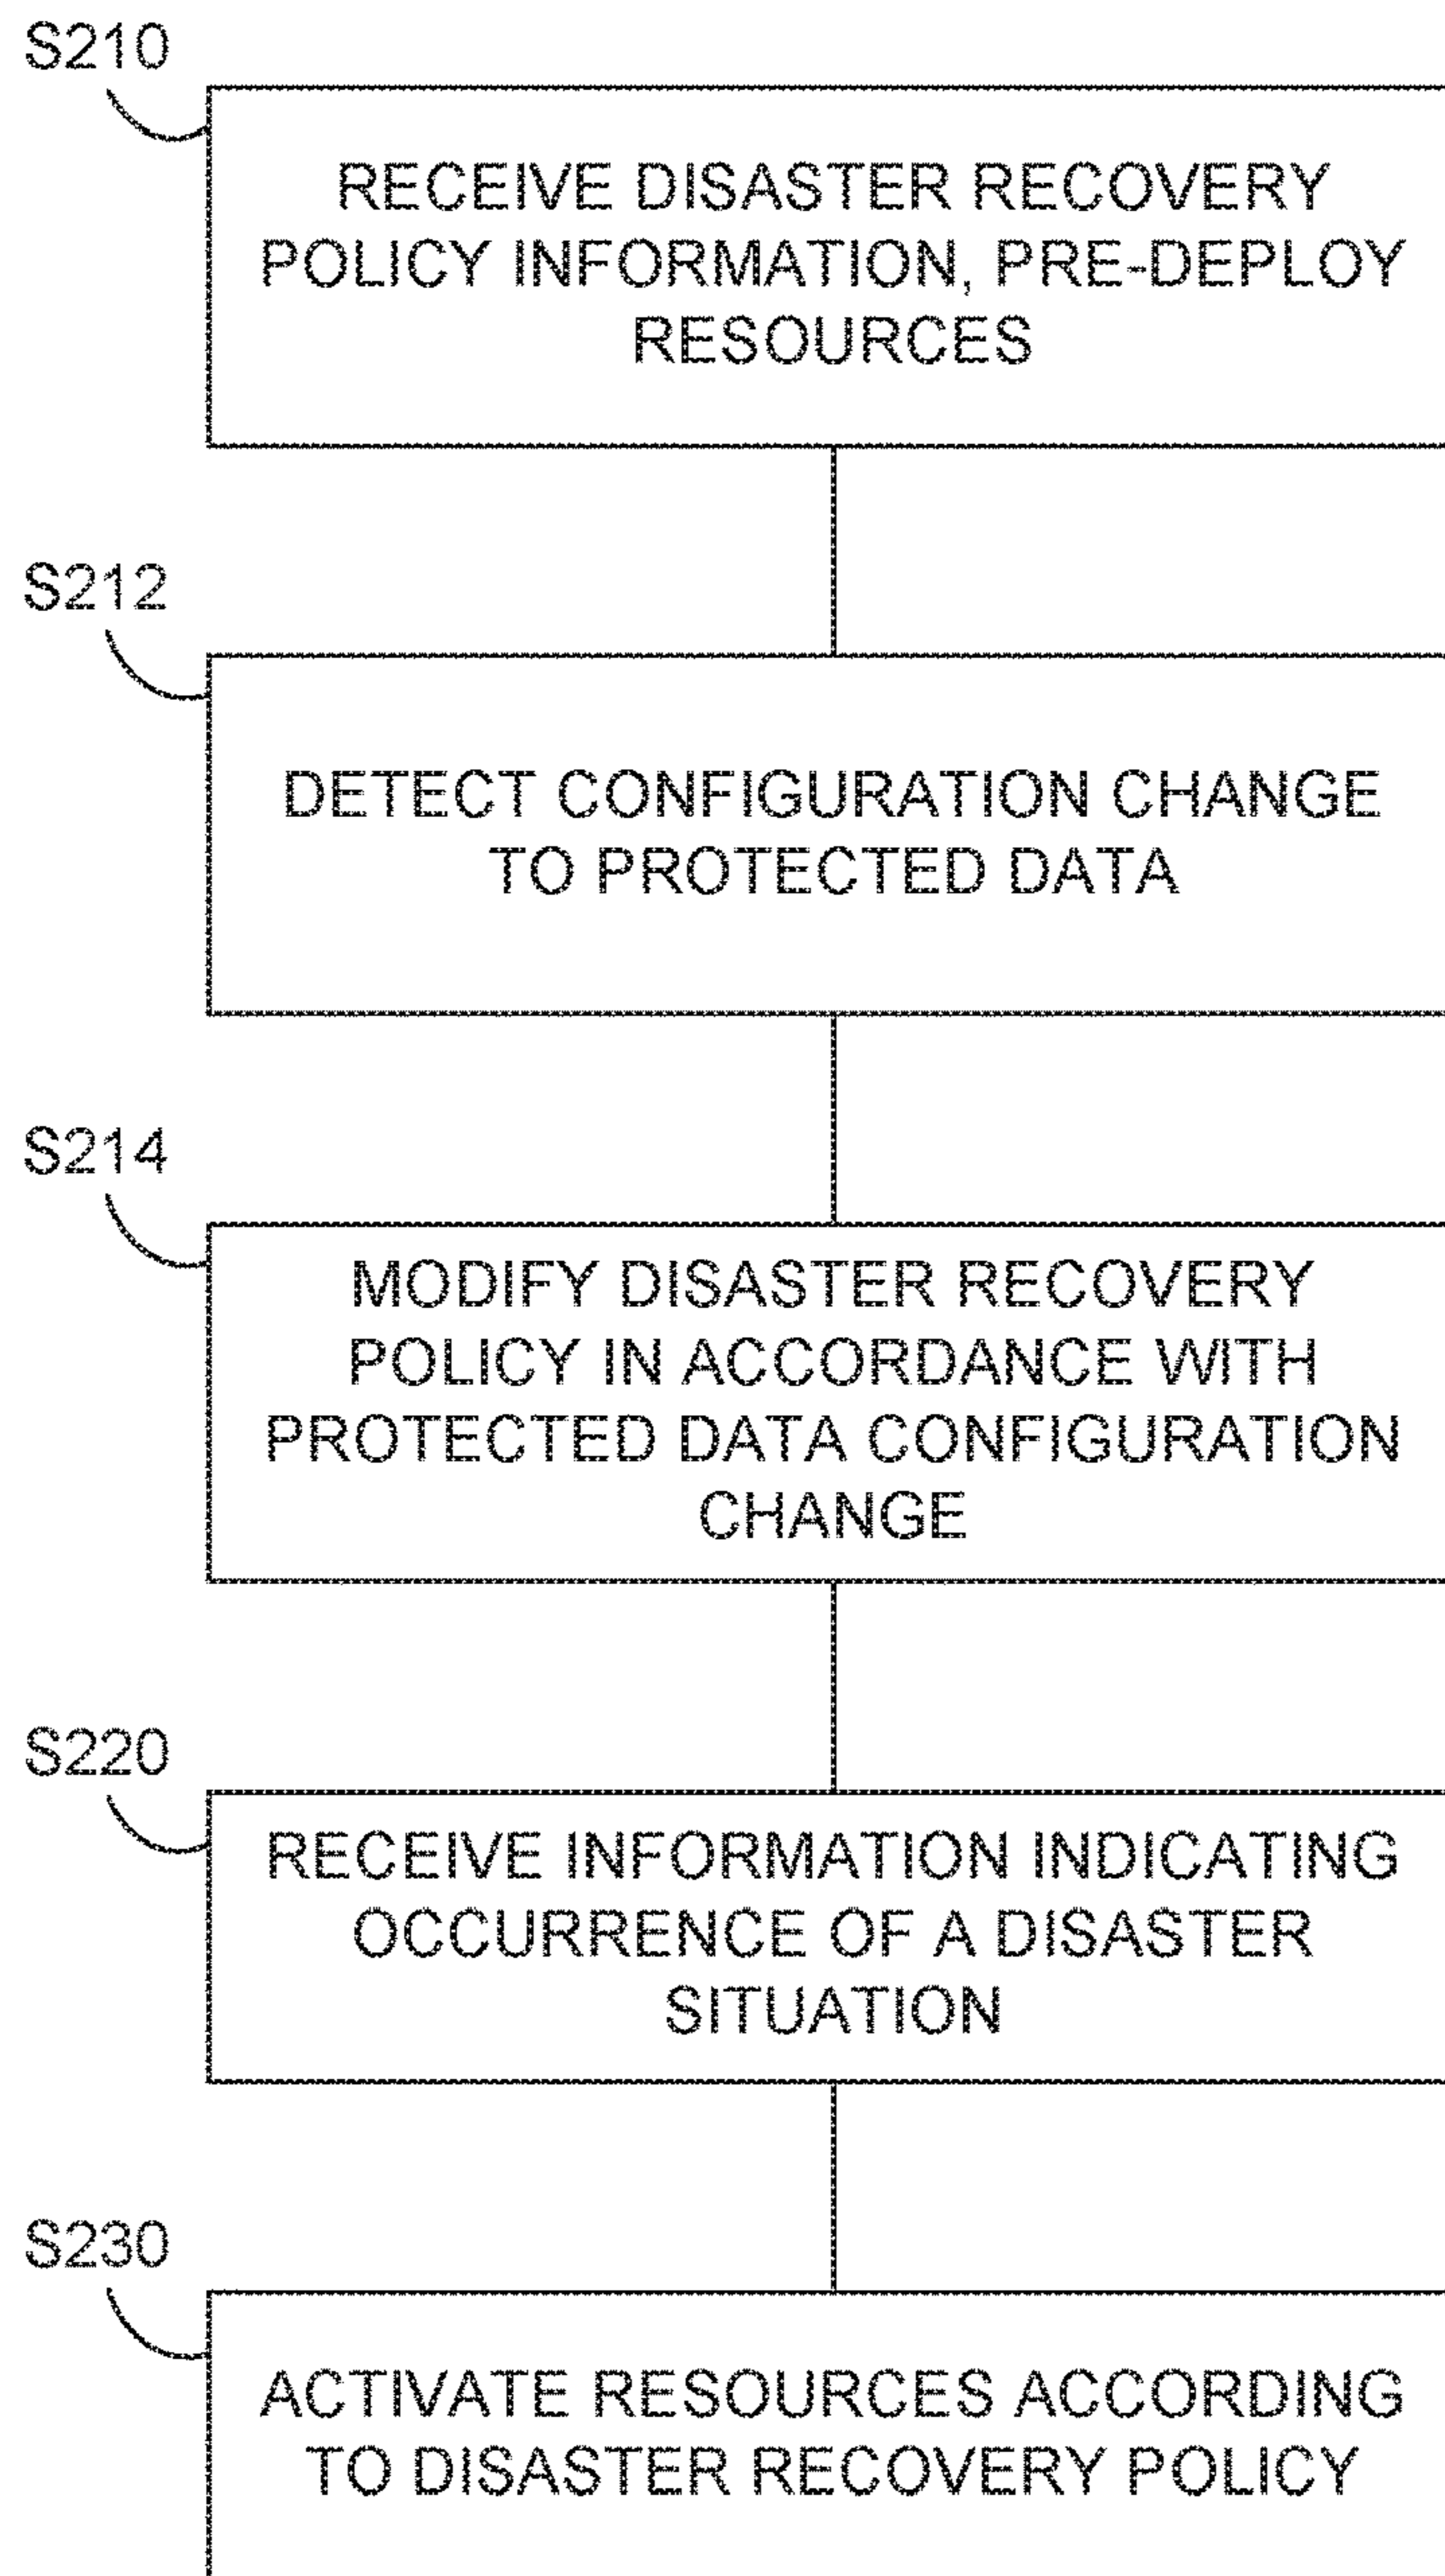 S210
RECEIVE DISASTER RECOVERY
POLICY INFORMATION, PRE-DEPLOY
RESOURCES
S212
DETECT CONFIGURATION CHANGE
TO PROTECTED DATA
S214
MODIFY DISASTER RECOVERY
POLICY IN ACCORDANCE WITH
PROTECTED DATA CONFIGURATION
CHANGE
S220
RECEIVE INFORMATION INDICATING
OCCURRENCE OF A DISASTER
SITUATION
S230
ACTIVATE RESOURCES ACCORDING
TO DISASTER RECOVERY POLICY